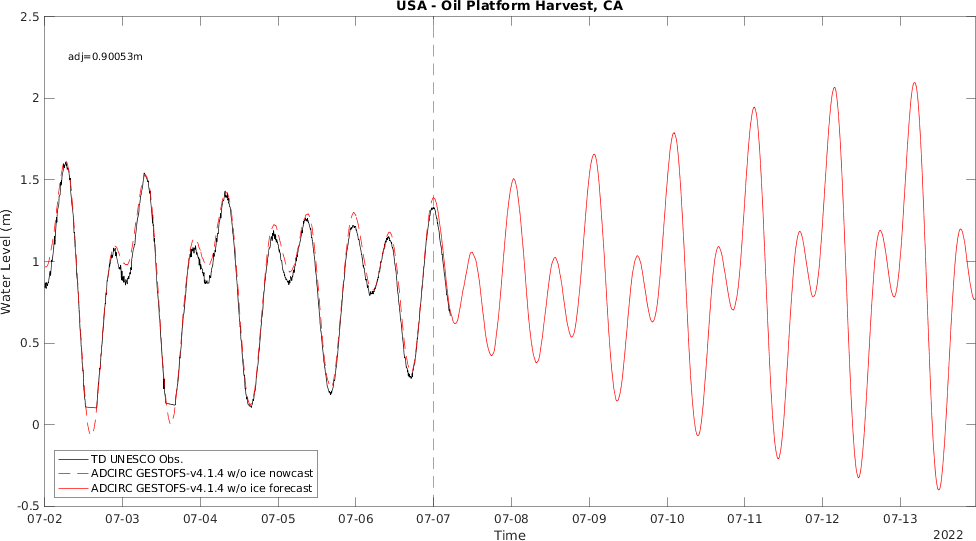 USA - Oil Platform Harvest, CA
adj=0.90053m
Water Level (m)
2.5
2
1.5
1
0.5
0
-0.5
TD UNESCO Obs.
ADCIRC GESTOFS-v4.1.4 w/o ice nowcast
ADCIRC GESTOFS-v4.1.4 w/o ice forecast
07-02 07-03 07-04 07-05 07-06 07-07 07-08 07-09 07-10 07-11 07-12 07-13
Time
2022